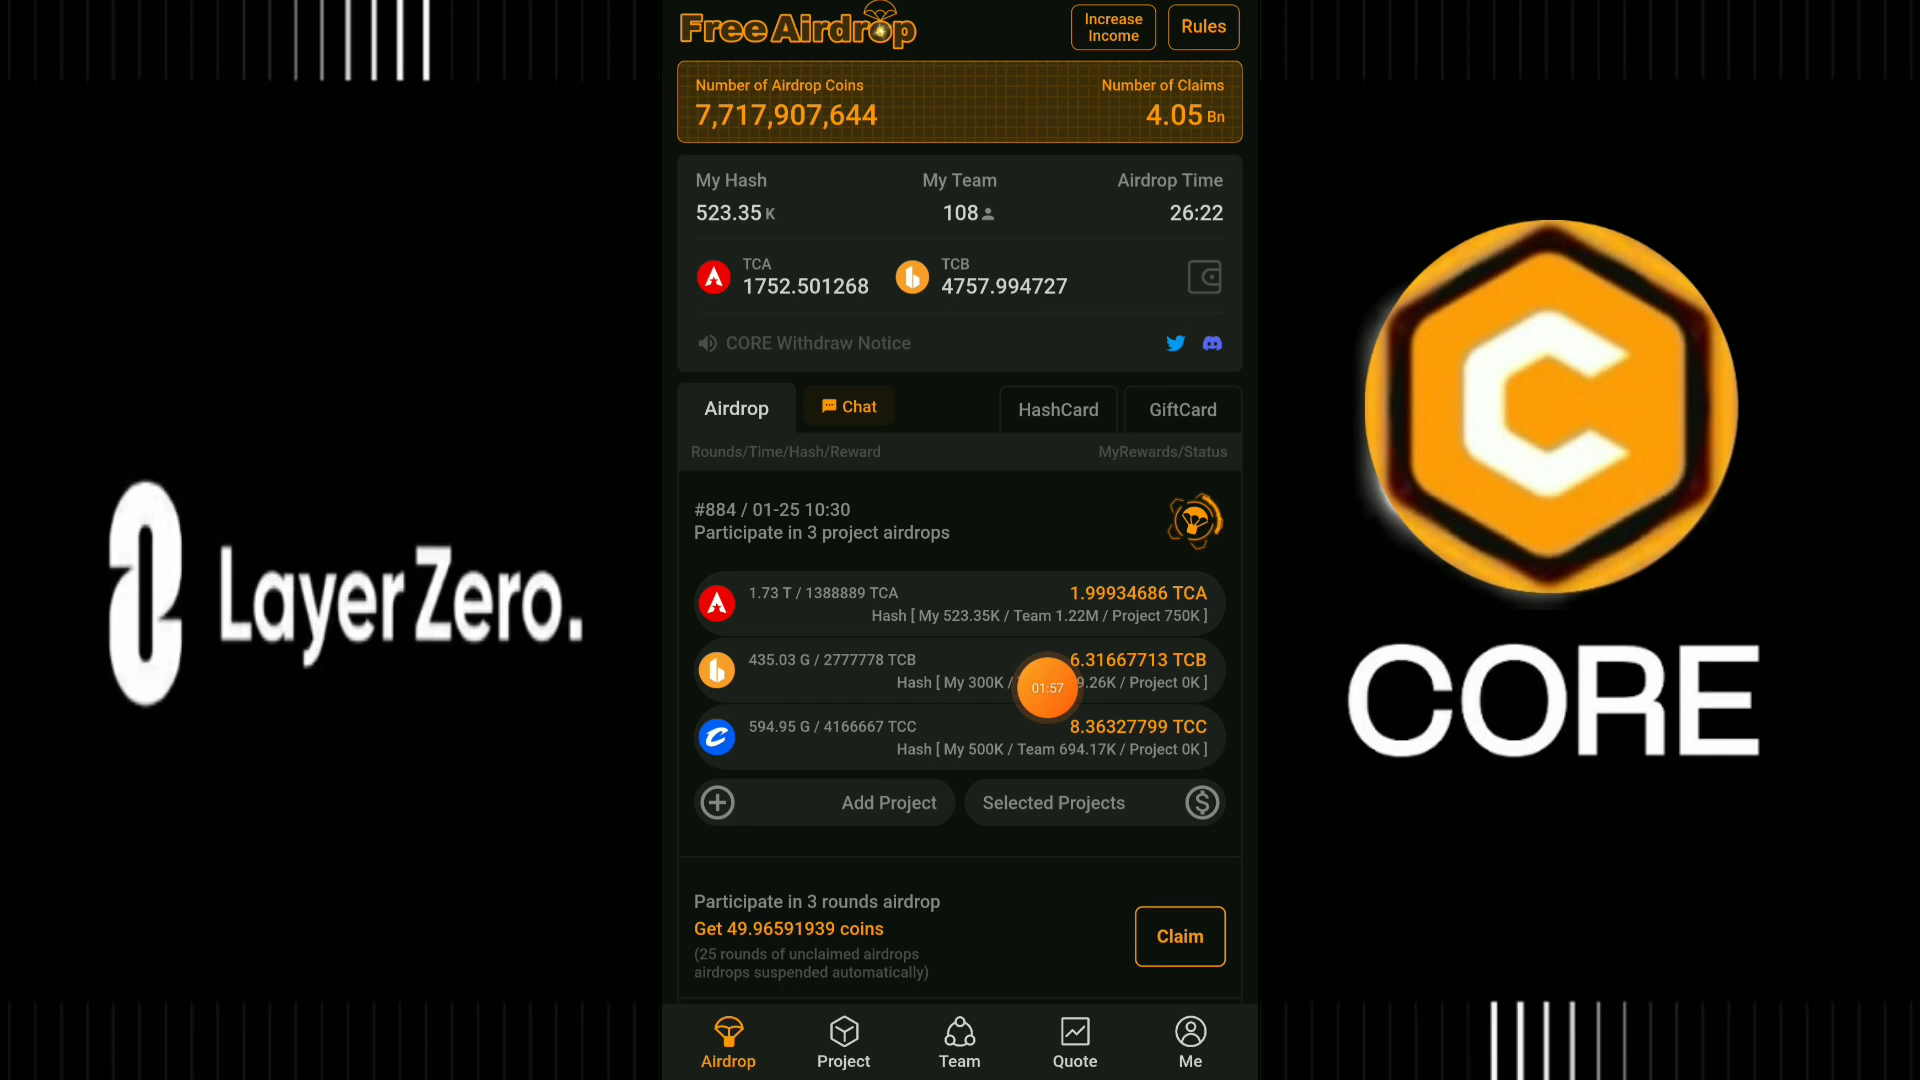 Free Airdrop
Increase Income
Rules
Number of Airdrop Coins
Number of Claims
7,717,907,644
4.05 Bn
My Hash
My Team
Airdrop Time
523.35 K
108
26:22
TCA
1752.501268
TCB
4757.994727
CORE Withdraw Notice
Airdrop
Chat
HashCard
GiftCard
Rounds/Time/Hash/Reward
MyRewards/Status
#884 / 01-25 10:30
Participate in 3 project airdrops
1.73 T / 1388889 TCA
1.99934686 TCA
Hash [ My 523.35K / Team 1.22M / Project 750K ]
435.03 G / 2777778 TCB
6.31667713 TCB
Hash [ My 300K / 9.26K / Project 0K ]
01:57
594.95 G / 4166667 TCC
8.36327799 TCC
Hash [ My 500K / Team 694.17K / Project 0K ]
Add Project
Selected Projects
Participate in 3 rounds airdrop
Get 49.96591939 coins
(25 rounds of unclaimed airdrops
airdrops suspended automatically)
Claim
Airdrop
Project
Team
Quote
Me
LayerZero.
CORE